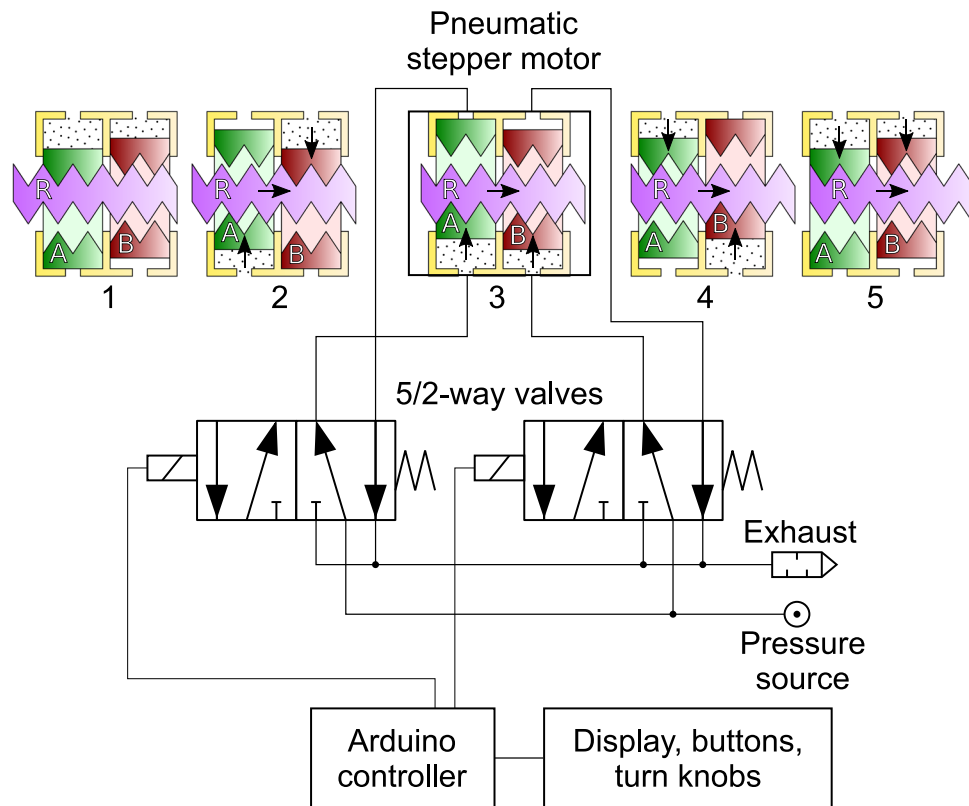 Pneumatic
stepper motor
R
A
B
R
A
B
R
A
B
R
A
B
R
A
B
1
2
3
4
5
5/2-way valves
Exhaust
Pressure
source
Arduino
controller
Display, buttons,
turn knobs